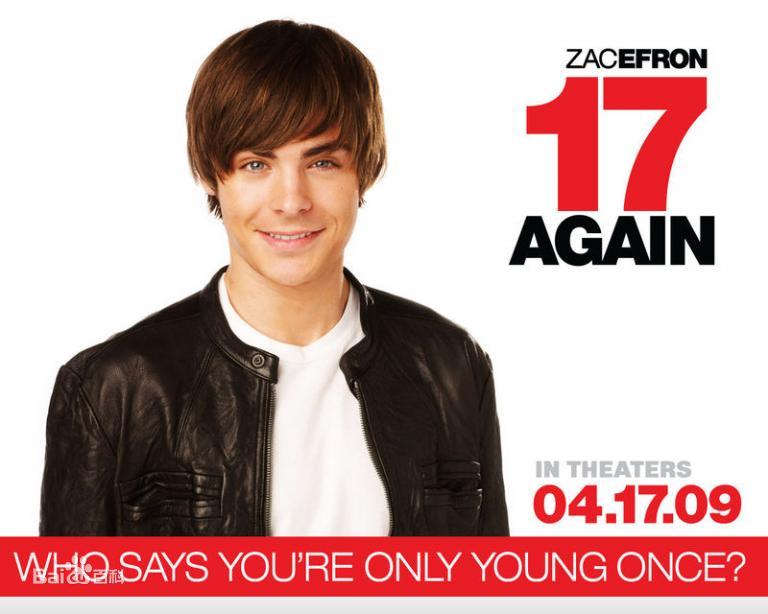 ZACEFRON
17
AGAIN
IN THEATERS
04.17.09
WHO SAYS YOU'RE ONLY YOUNG ONCE?
Bai百科